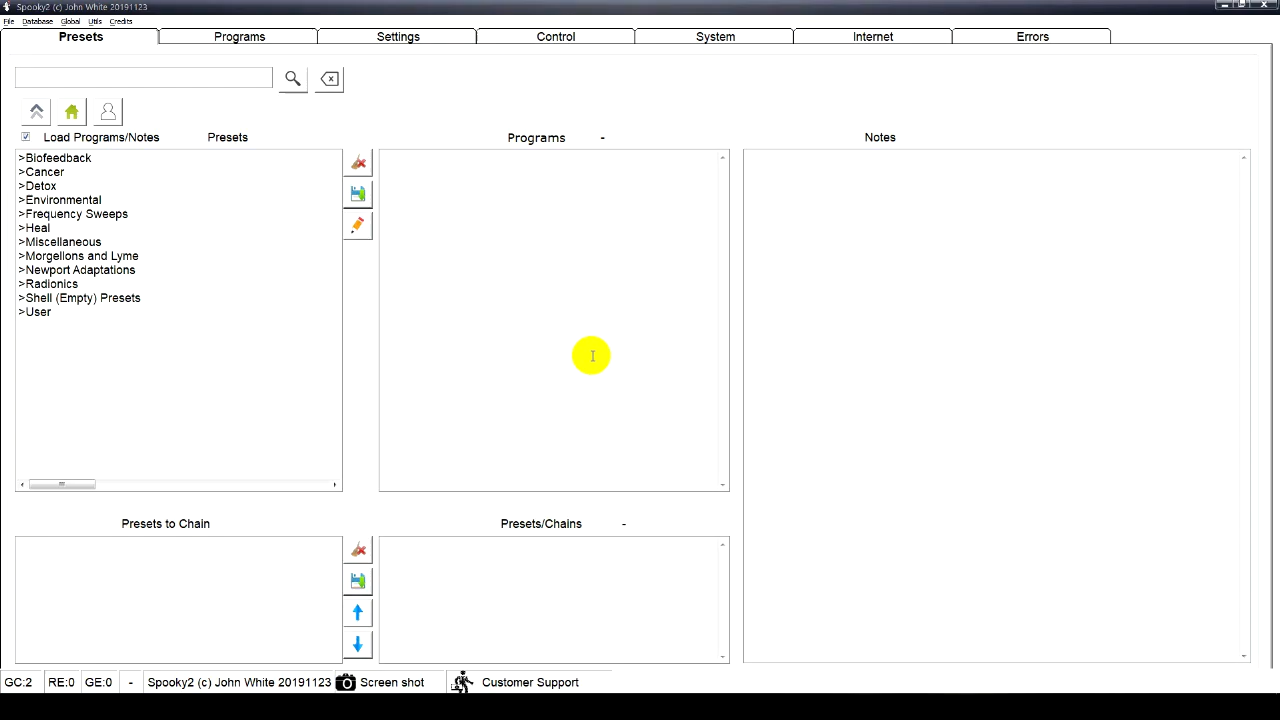 Spooky2 (c) John White 20191123
File Database Global Utils Credits
Presets Programs Settings Control System Internet Errors
Load Programs/Notes Presets Programs - Notes
>Biofeedback
>Cancer
>Detox
>Environmental
>Frequency Sweeps
>Heal
>Miscellaneous
>Morgellons and Lyme
>Newport Adaptations
>Radionics
>Shell (Empty) Presets
>User
Presets to Chain Presets/Chains -
GC:2 RE:0 GE:0 - Spooky2 (c) John White 20191123 Screen shot Customer Support